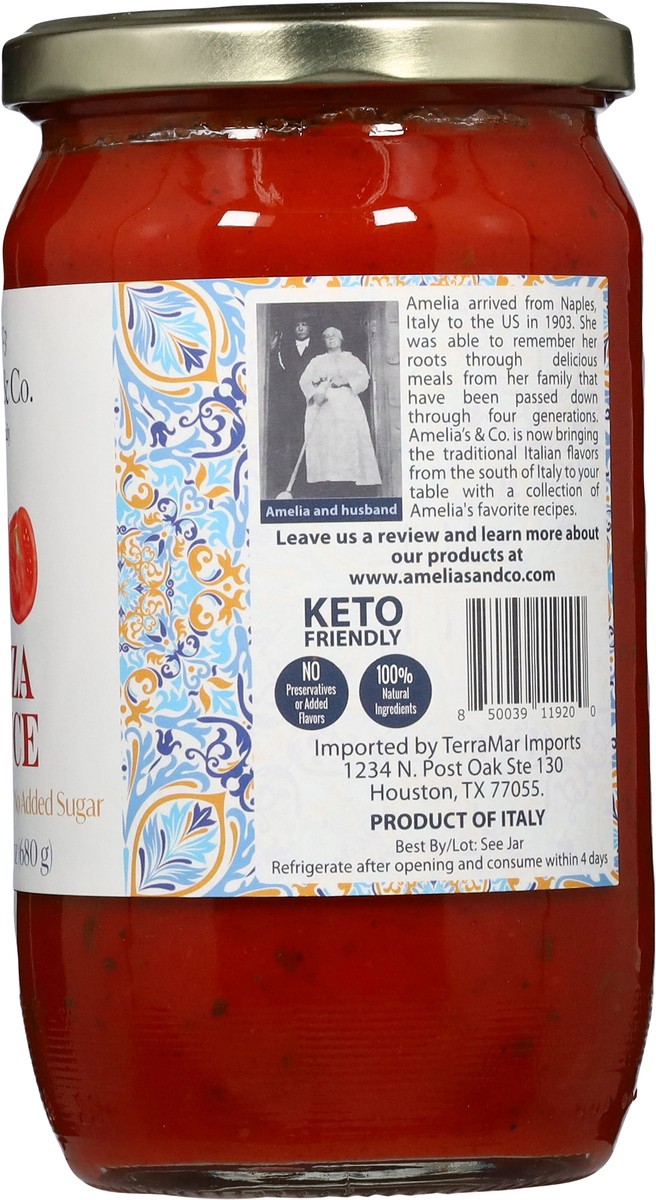 & Co.
ZA
CE
No Added Sugar
(680 g)
Amelia arrived from Naples,
Italy to the US in 1903. She
was able to remember her
roots through delicious
meals from her family that
have been passed down
through four generations.
Amelia's & Co. is now bringing
the traditional Italian flavors
from the south of Italy to your
table with a collection of
Amelia's favorite recipes.
Amelia and husband
Leave us a review and learn more about
our products at
www.ameliasandco.com
KETO
FRIENDLY
NO
Preservatives
or Added
Flavors
100%
Natural
Ingredients
8 50039 11920 0
Imported by TerraMar Imports
1234 N. Post Oak Ste 130
Houston, TX 77055.
PRODUCT OF ITALY
Best By/Lot: See Jar
Refrigerate after opening and consume within 4 days